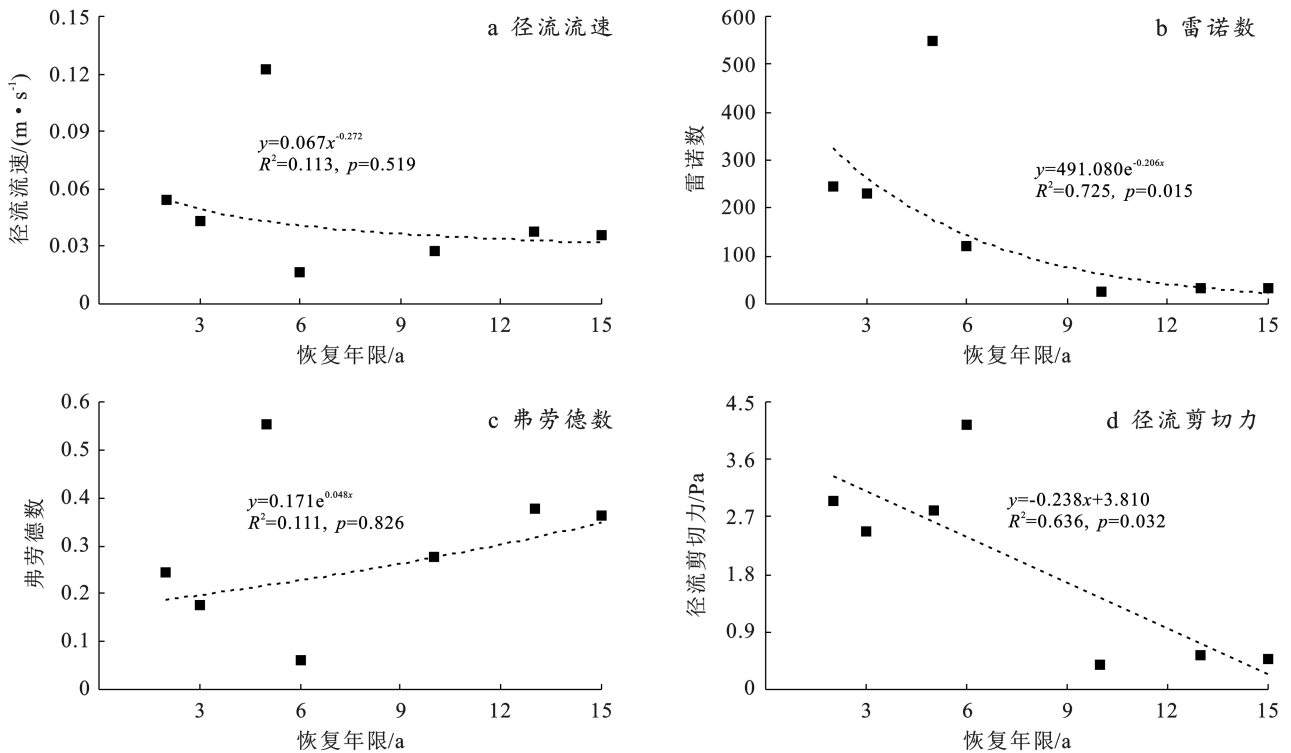 a 径流流速
0.15
0.12
0.09
0.06
0.03
0
径流流速/(m·s⁻¹)
y=0.067x⁻⁰·²⁷²
R²=0.113, p=0.519
3 6 9 12 15
恢复年限/a
b 雷诺数
600
500
400
300
200
100
0
雷诺数
y=491.080e⁻⁰·²⁰⁶ˣ
R²=0.725, p=0.015
3 6 9 12 15
恢复年限/a
c 弗劳德数
0.6
0.5
0.4
0.3
0.2
0.1
0
弗劳德数
y=0.171e⁰·⁰⁴⁸ˣ
R²=0.111, p=0.826
3 6 9 12 15
恢复年限/a
d 径流剪切力
4.5
3.6
2.7
1.8
0.9
0
径流剪切力/Pa
y=-0.238x+3.810
R²=0.636, p=0.032
3 6 9 12 15
恢复年限/a